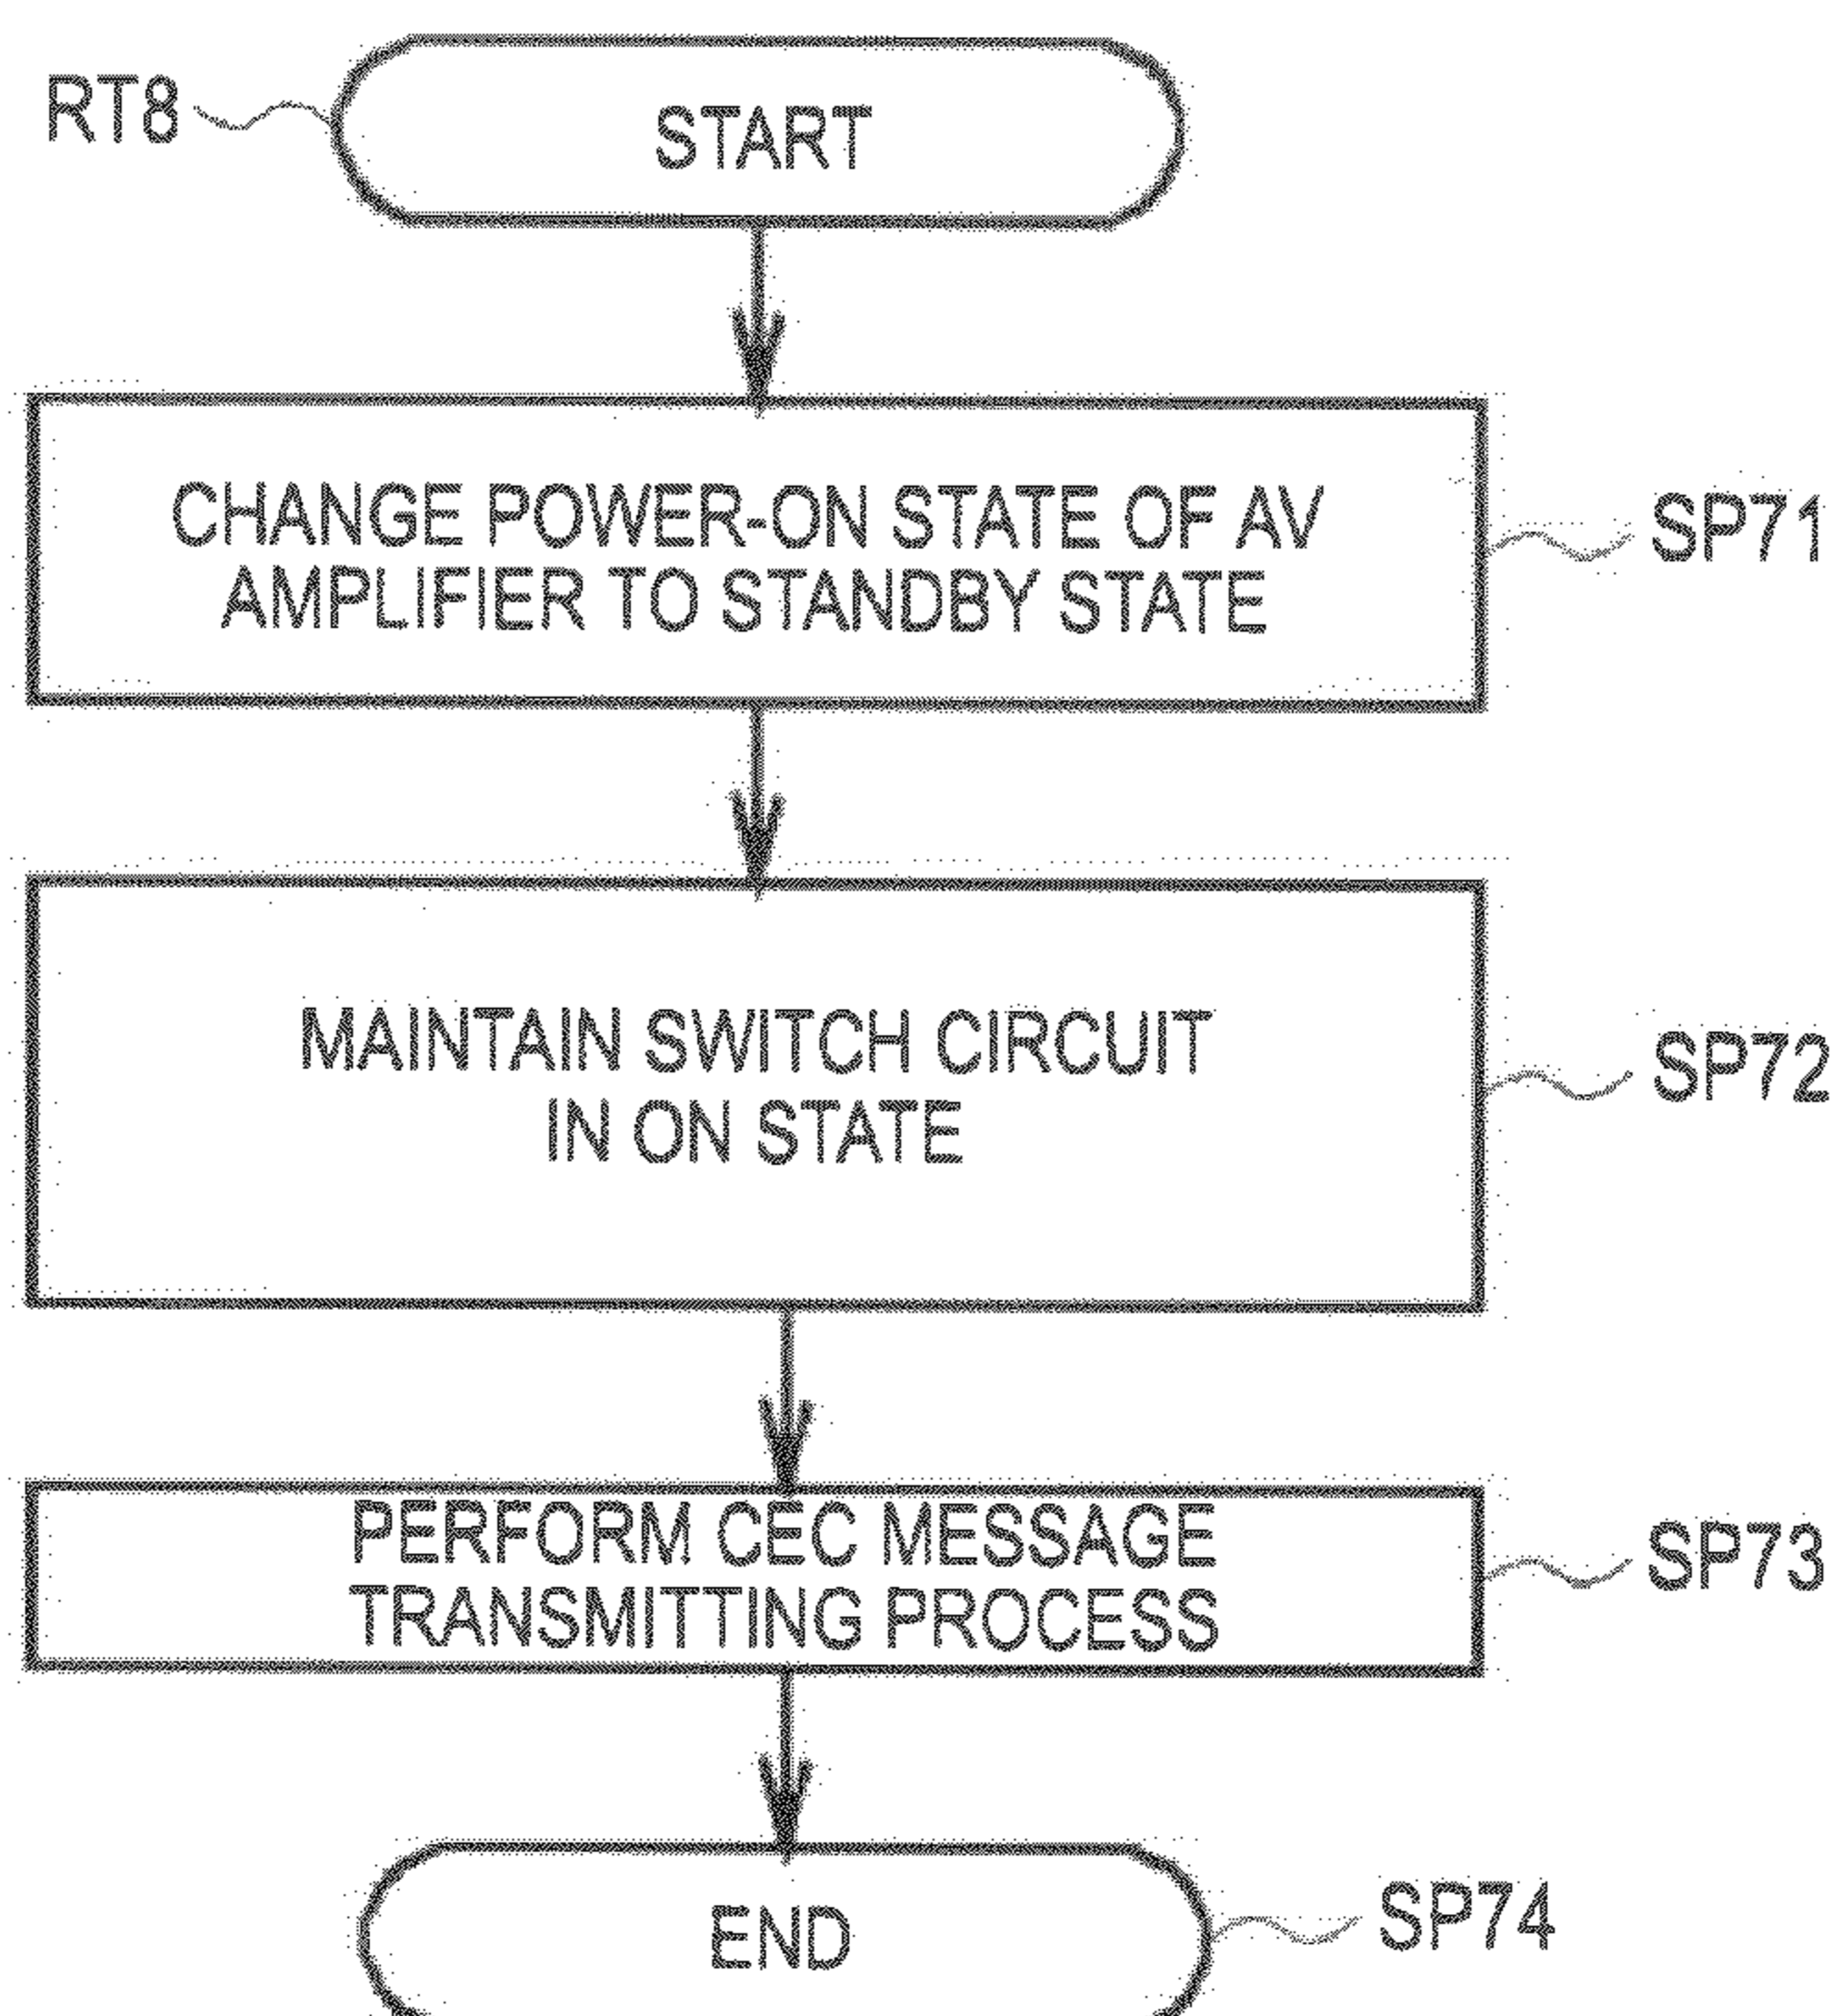 RT8
START
CHANGE POWER-ON STATE OF AV
AMPLIFIER TO STANDBY STATE
SP71
MAINTAIN SWITCH CIRCUIT
IN ON STATE
SP72
PERFORM CEC MESSAGE
TRANSMITTING PROCESS
SP73
END
SP74